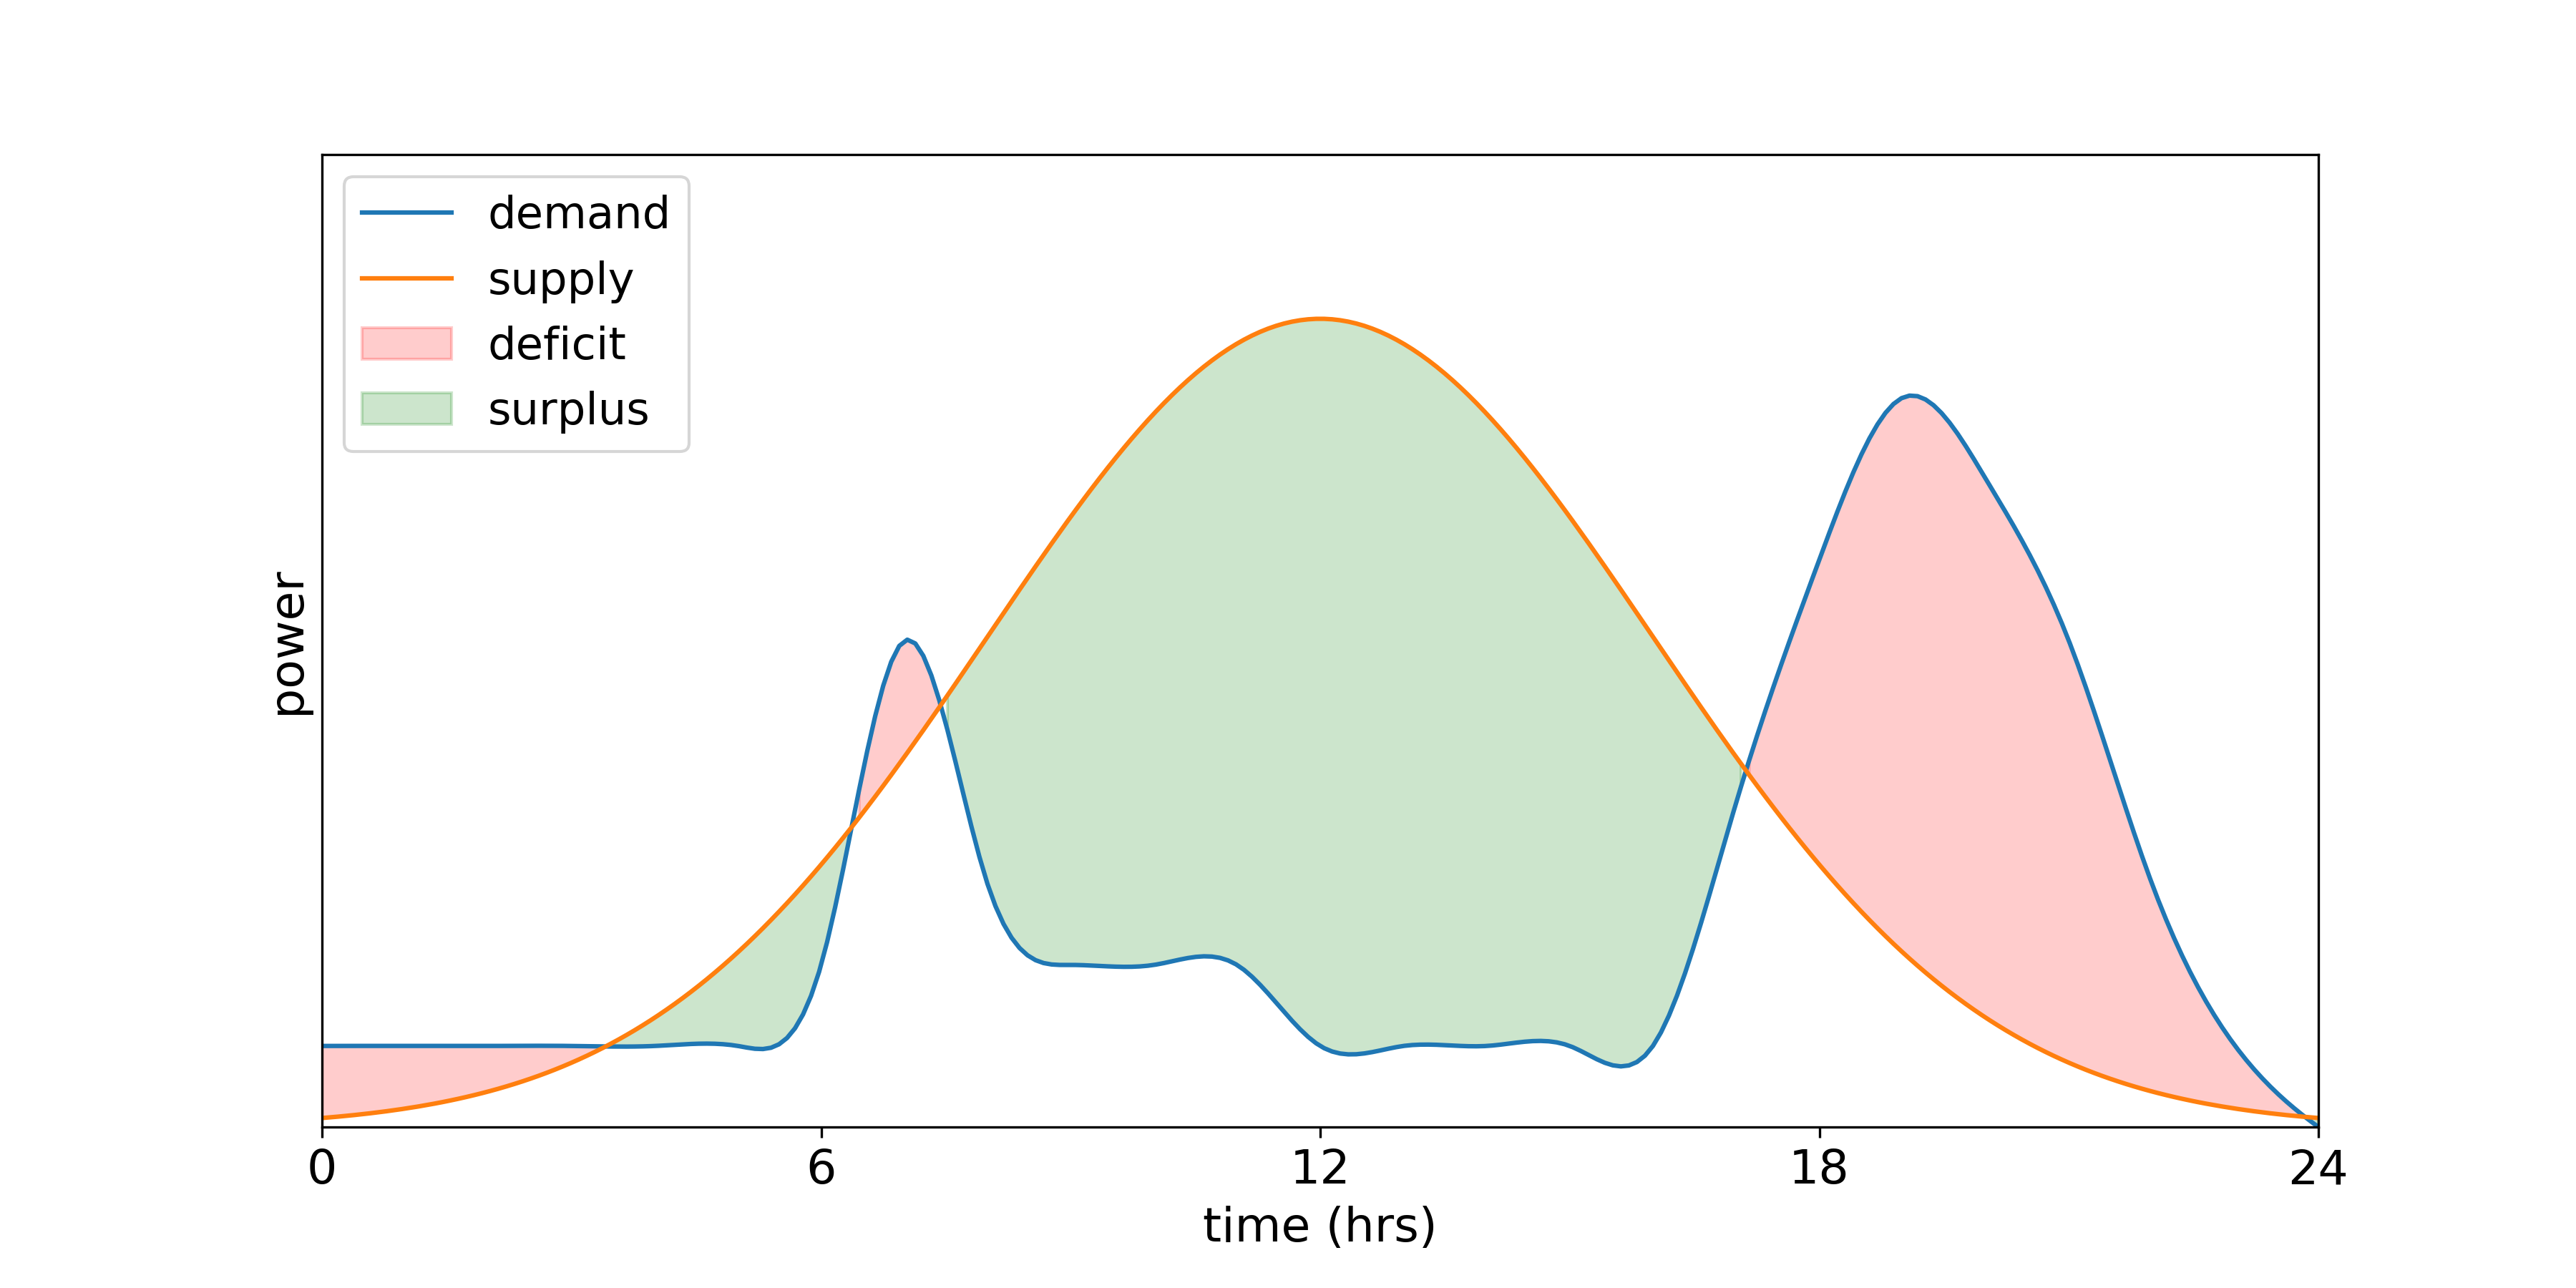 demand
supply
deficit
surplus
power
0 6 12 18 24
time (hrs)